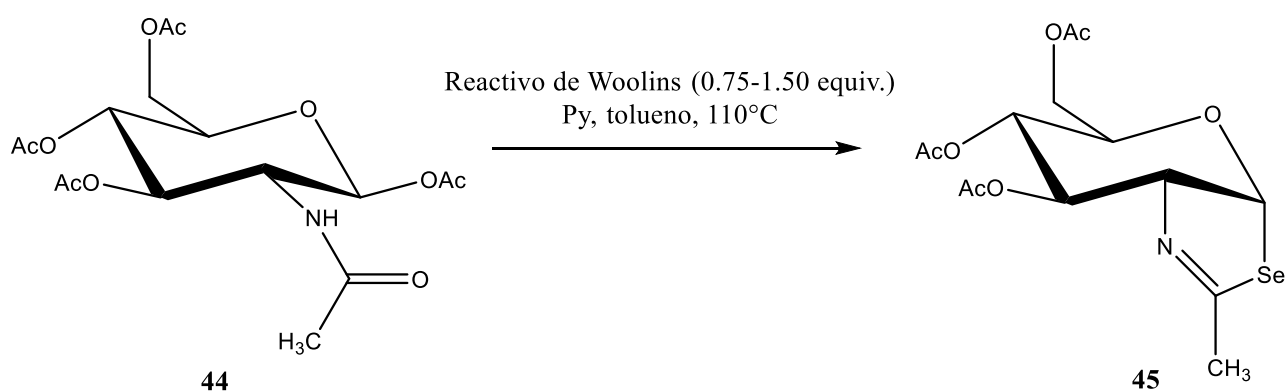 OAc
O
Reactivo de Woolins (0.75-1.50 equiv.)
Py, tolueno, 110°C
AcO
AcO
OAc
NH
O
H₃C
44
OAc
O
AcO
AcO
N
Se
CH₃
45